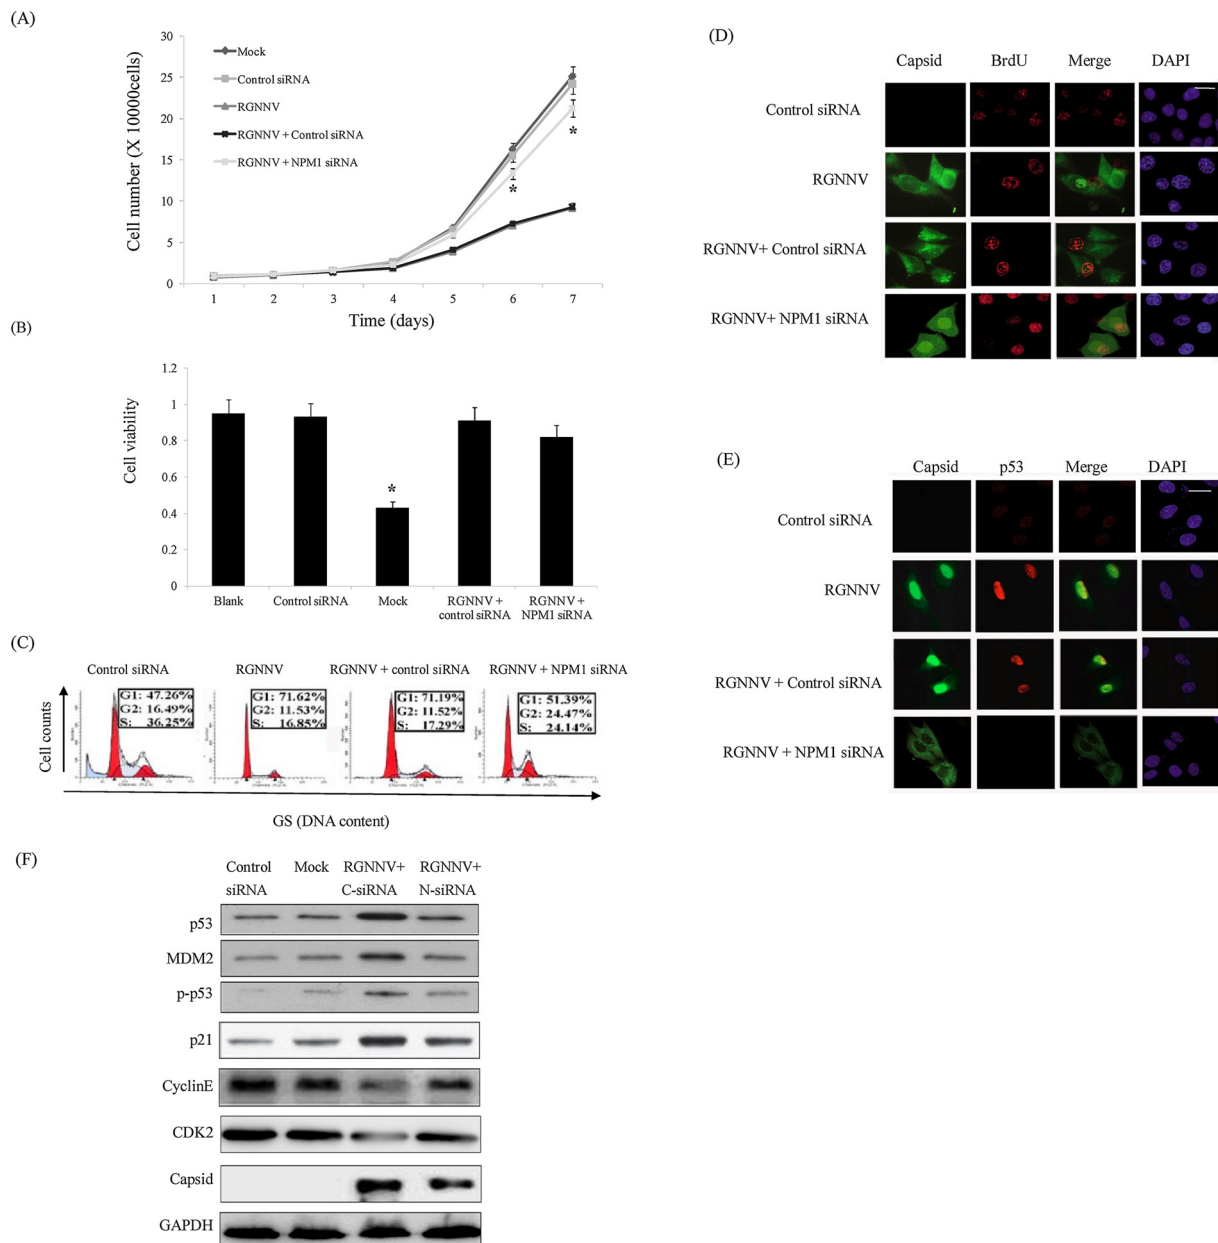 (A)
Cell number (X 10000cells)
30
25
20
15
10
5
0
Mock
Control siRNA
RGNNV
RGNNV + Control siRNA
RGNNV + NPM1 siRNA
*
*
1 2 3 4 5 6 7
Time (days)
(B)
Cell viability
1.2
1
0.8
0.6
0.4
0.2
0
*
Blank
Control siRNA
Mock
RGNNV +
control siRNA
RGNNV +
NPM1 siRNA
(C)
Cell counts
Control siRNA
G1: 47.26%
G2: 16.49%
S: 36.25%
RGNNV
G1: 71.62%
G2: 11.53%
S: 16.85%
RGNNV + control siRNA
G1: 71.19%
G2: 11.52%
S: 17.29%
RGNNV + NPM1 siRNA
G1: 51.39%
G2: 24.47%
S: 24.14%
GS (DNA content)
(D)
Capsid BrdU Merge DAPI
Control siRNA
RGNNV
RGNNV+ Control siRNA
RGNNV+ NPM1 siRNA
(E)
Capsid p53 Merge DAPI
Control siRNA
RGNNV
RGNNV + Control siRNA
RGNNV + NPM1 siRNA
(F)
Control
siRNA
Mock
RGNNV+
C-siRNA
RGNNV+
N-siRNA
p53
MDM2
p-p53
p21
CyclinE
CDK2
Capsid
GAPDH